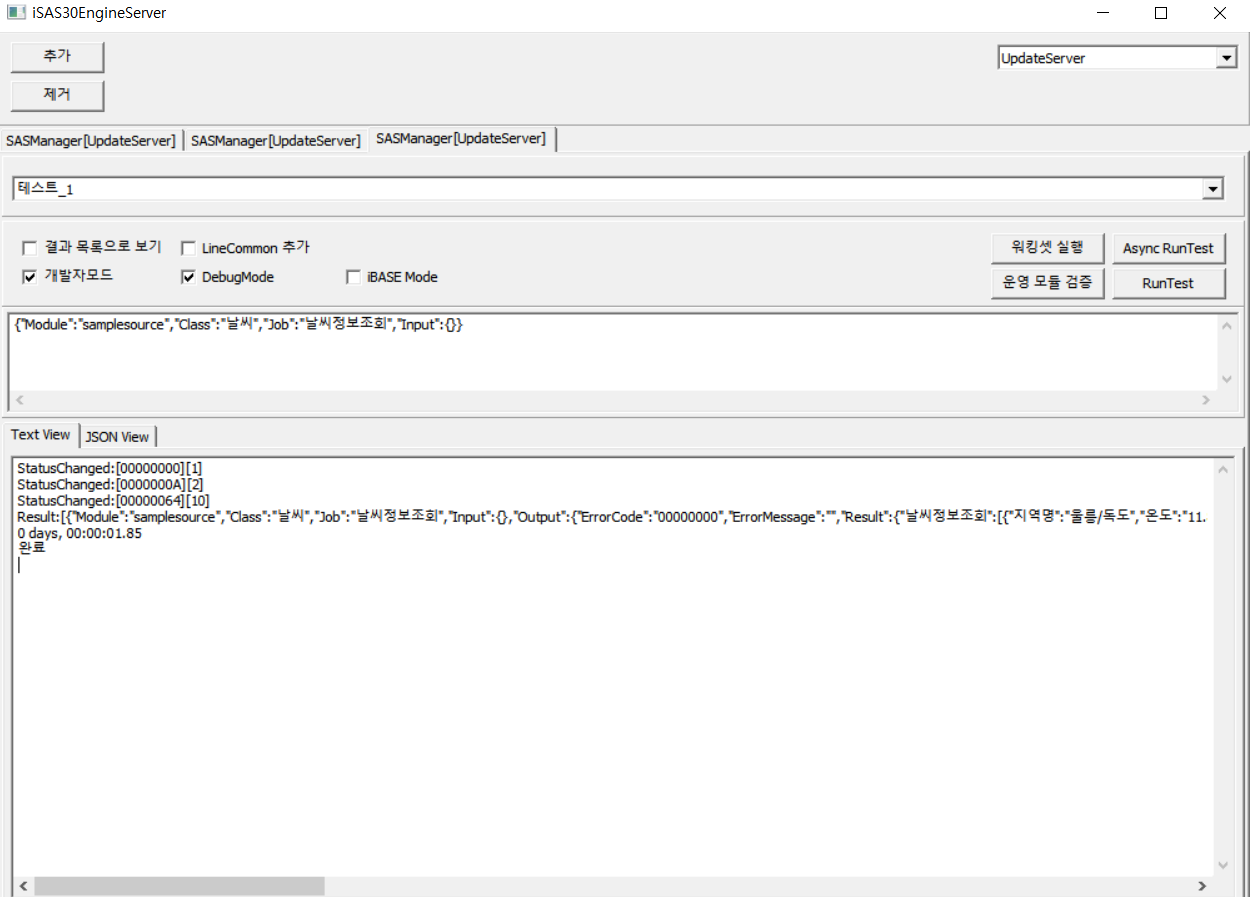 iSAS30EngineServer
추가
UpdateServer
제거
SASManager[UpdateServer] SASManager[UpdateServer] SASManager[UpdateServer]
테스트_1
결과 목록으로 보기 LineCommon 추가 워킹셋 실행 Async RunTest
개발자모드 DebugMode iBASE Mode 운영 모듈 검증 RunTest
{"Module":"samplesource","Class":"날씨","Job":"날씨정보조회","Input":{}}
Text View JSON View
StatusChanged:[00000000][1]
StatusChanged:[0000000A][2]
StatusChanged:[00000064][10]
Result:[{"Module":"samplesource","Class":"날씨","Job":"날씨정보조회","Input":{},"Output":{"ErrorCode":"00000000","ErrorMessage":"","Result":{"날씨정보조회":[{"지역명":"울릉/독도","온도":"11.
0 days, 00:00:01.85
완료